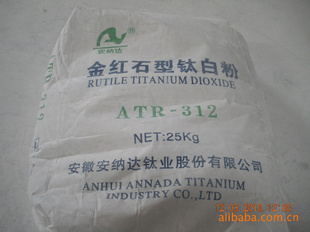 安纳达
金红石型钛白粉
RUTILE TITANIUM DIOXIDE
ATR-312
NET:25Kg
安徽安纳达钛业股份有限公司
ANHUI ANNADA TITANIUM
INDUSTRY CO.,LTD
alibaba.com.cn